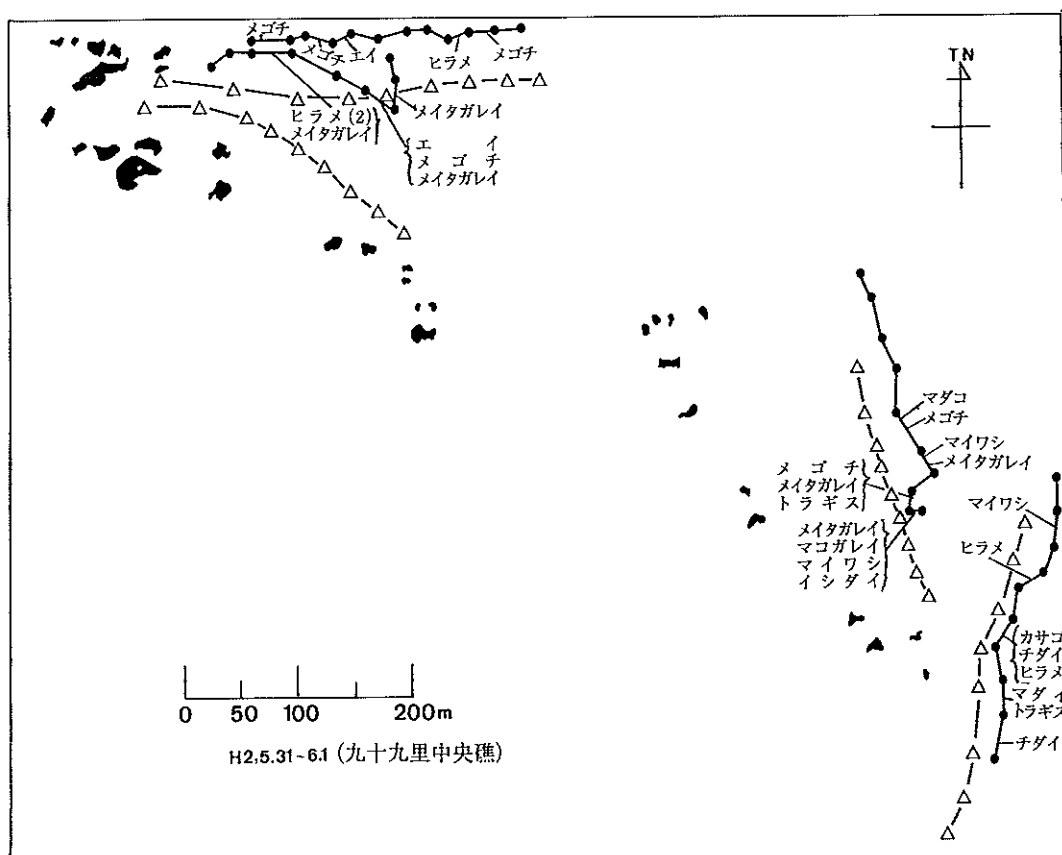 メゴチ
メゴチ エイ
ヒラメ
メゴチ
TN
メイタガレイ
ヒラメ(2)
メイタガレイ
エイ
メゴチ
メイタガレイ
マダコ
メゴチ
マイワシ
メイタガレイ
メゴチ
メイタガレイ
トラギス
メイタガレイ
マコガレイ
マイワシ
イシダイ
マイワシ
ヒラメ
カサゴ
チダイ
ヒラメ
マダイ
トラギス
チダイ
0 50 100 200m
H2,5.31~6.1 (九十九里中央礁)